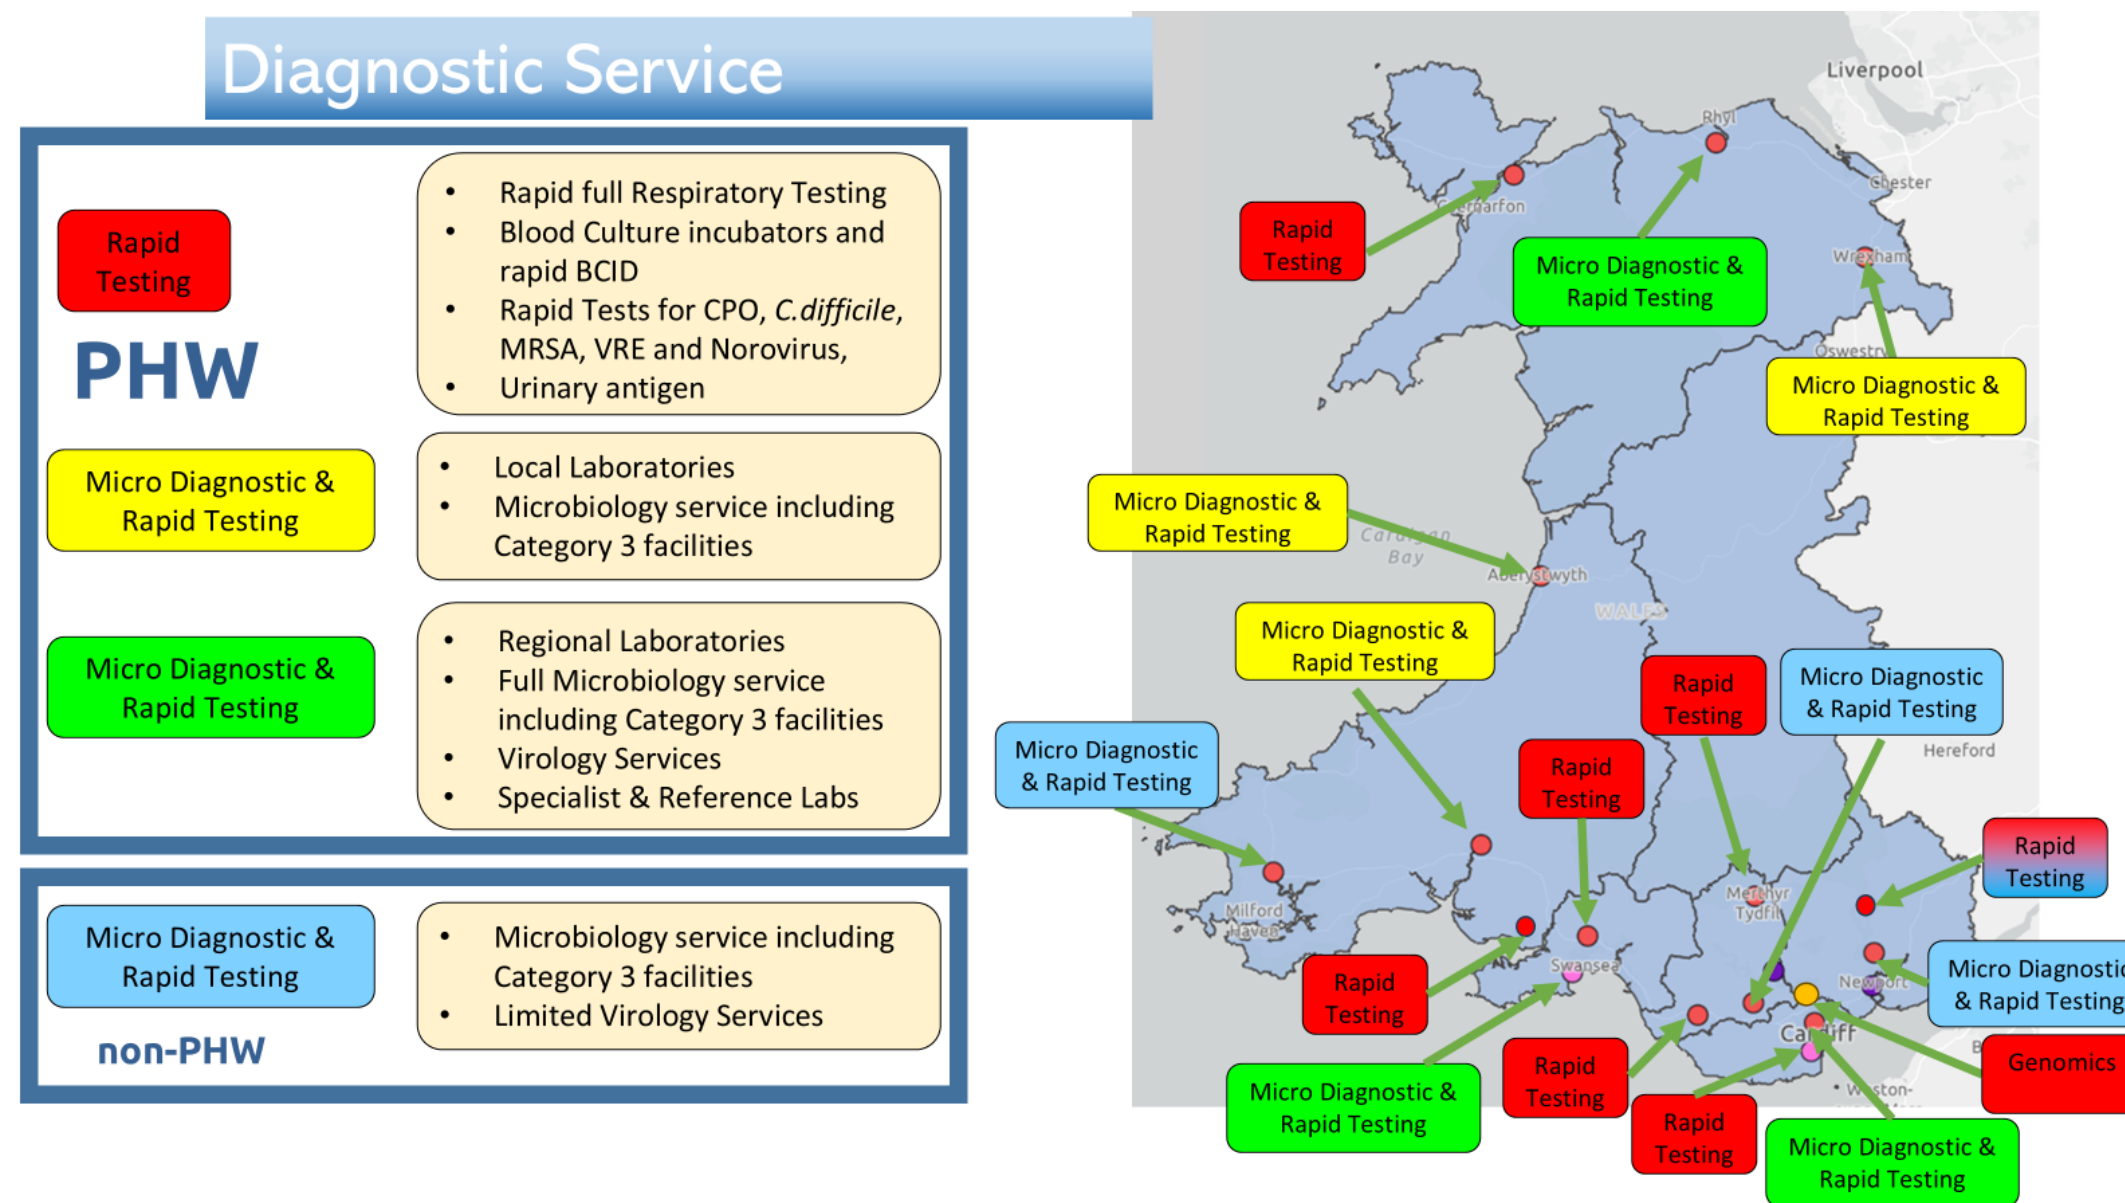 Diagnostic Service
Rapid
Testing
PHW
• Rapid full Respiratory Testing
• Blood Culture incubators and
rapid BCID
• Rapid Tests for CPO, C.difficile,
MRSA, VRE and Norovirus,
• Urinary antigen
Micro Diagnostic &
Rapid Testing
• Local Laboratories
• Microbiology service including
Category 3 facilities
Micro Diagnostic &
Rapid Testing
• Regional Laboratories
• Full Microbiology service
including Category 3 facilities
• Virology Services
• Specialist & Reference Labs
Micro Diagnostic &
Rapid Testing
non-PHW
• Microbiology service including
Category 3 facilities
• Limited Virology Services
Liverpool
Rhyl
Chester
Caernarfon
Rapid
Testing
Micro Diagnostic &
Rapid Testing
Wrexham
Oswestry
Micro Diagnostic &
Rapid Testing
Micro Diagnostic &
Rapid Testing
Cardigan
Bay
Aberystwyth
WALES
Micro Diagnostic &
Rapid Testing
Rapid
Testing
Micro Diagnostic
& Rapid Testing
Hereford
Micro Diagnostic
& Rapid Testing
Rapid
Testing
Rapid
Testing
Merthyr
Tydfil
Milford
Haven
Swansea
Newport
Micro Diagnostic
& Rapid Testing
Rapid
Testing
Cardiff
Genomics
Micro Diagnostic &
Rapid Testing
Rapid
Testing
Rapid
Testing
Weston-
Micro Diagnostic &
Rapid Testing